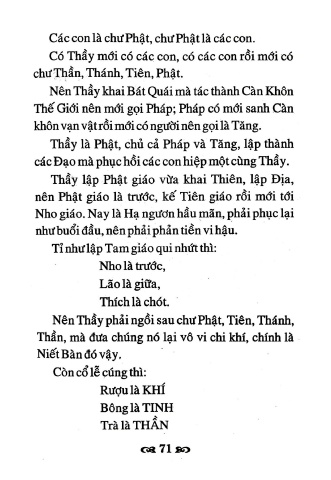 Các con là chư Phật, chư Phật là các con.
Có Thầy mới có các con, có các con rồi mới có
chư Thần, Thánh, Tiên, Phật.
Nên Thầy khai Bát Quái mà tác thành Càn Khôn
Thế Giới nên mới gọi Pháp; Pháp có mới sanh Càn
khôn vạn vật rồi mới có người nên gọi là Tăng.
Thầy là Phật, chủ cả Pháp và Tăng, lập thành
các Đạo mà phục hồi các con hiệp một cùng Thầy.
Thầy lập Phật giáo vừa khai Thiên, lập Địa,
nên Phật giáo là trước, kế Tiên giáo rồi mới tới
Nho giáo. Nay là Hạ ngươn hầu mãn, phải phục lại
như buổi đầu, nên phải phản tiền vi hậu.
Tỉ như lập Tam giáo qui nhứt thì:
Nho là trước,
Lão là giữa,
Thích là chót.
Nên Thầy phải ngồi sau chư Phật, Tiên, Thánh,
Thần, mà đưa chúng nó lại vô vi chi khí, chính là
Niết Bàn đó vậy.
Còn cổ lễ cúng thì:
Rượu là KHÍ
Bông là TINH
Trà là THẦN
71